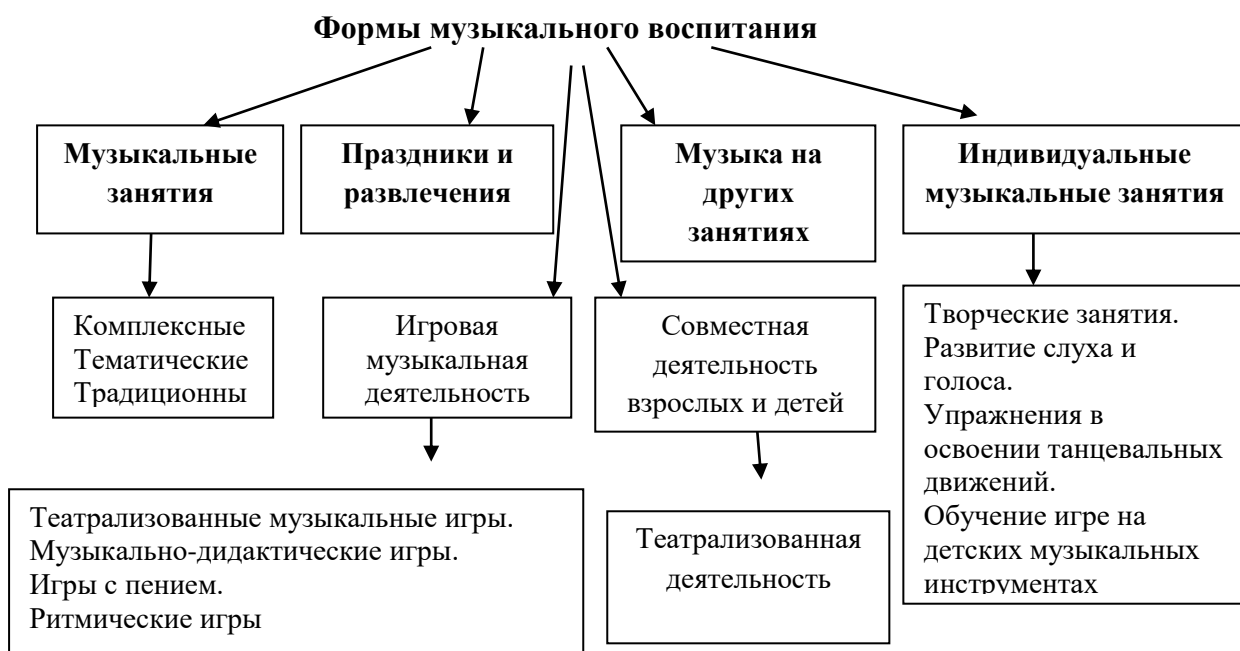 Формы музыкального воспитания
Музыкальные
занятия
Праздники и
развлечения
Музыка на
других
занятиях
Индивидуальные
музыкальные занятия
Комплексные
Тематические
Традиционны
Игровая
музыкальная
деятельность
Совместная
деятельность
взрослых и детей
Творческие занятия.
Развитие слуха и
голоса.
Упражнения в
освоении танцевальных
движений.
Обучение игре на
детских музыкальных
инструментах
Театрализованные музыкальные игры.
Музыкально-дидактические игры.
Игры с пением.
Ритмические игры
Театрализованная
деятельность